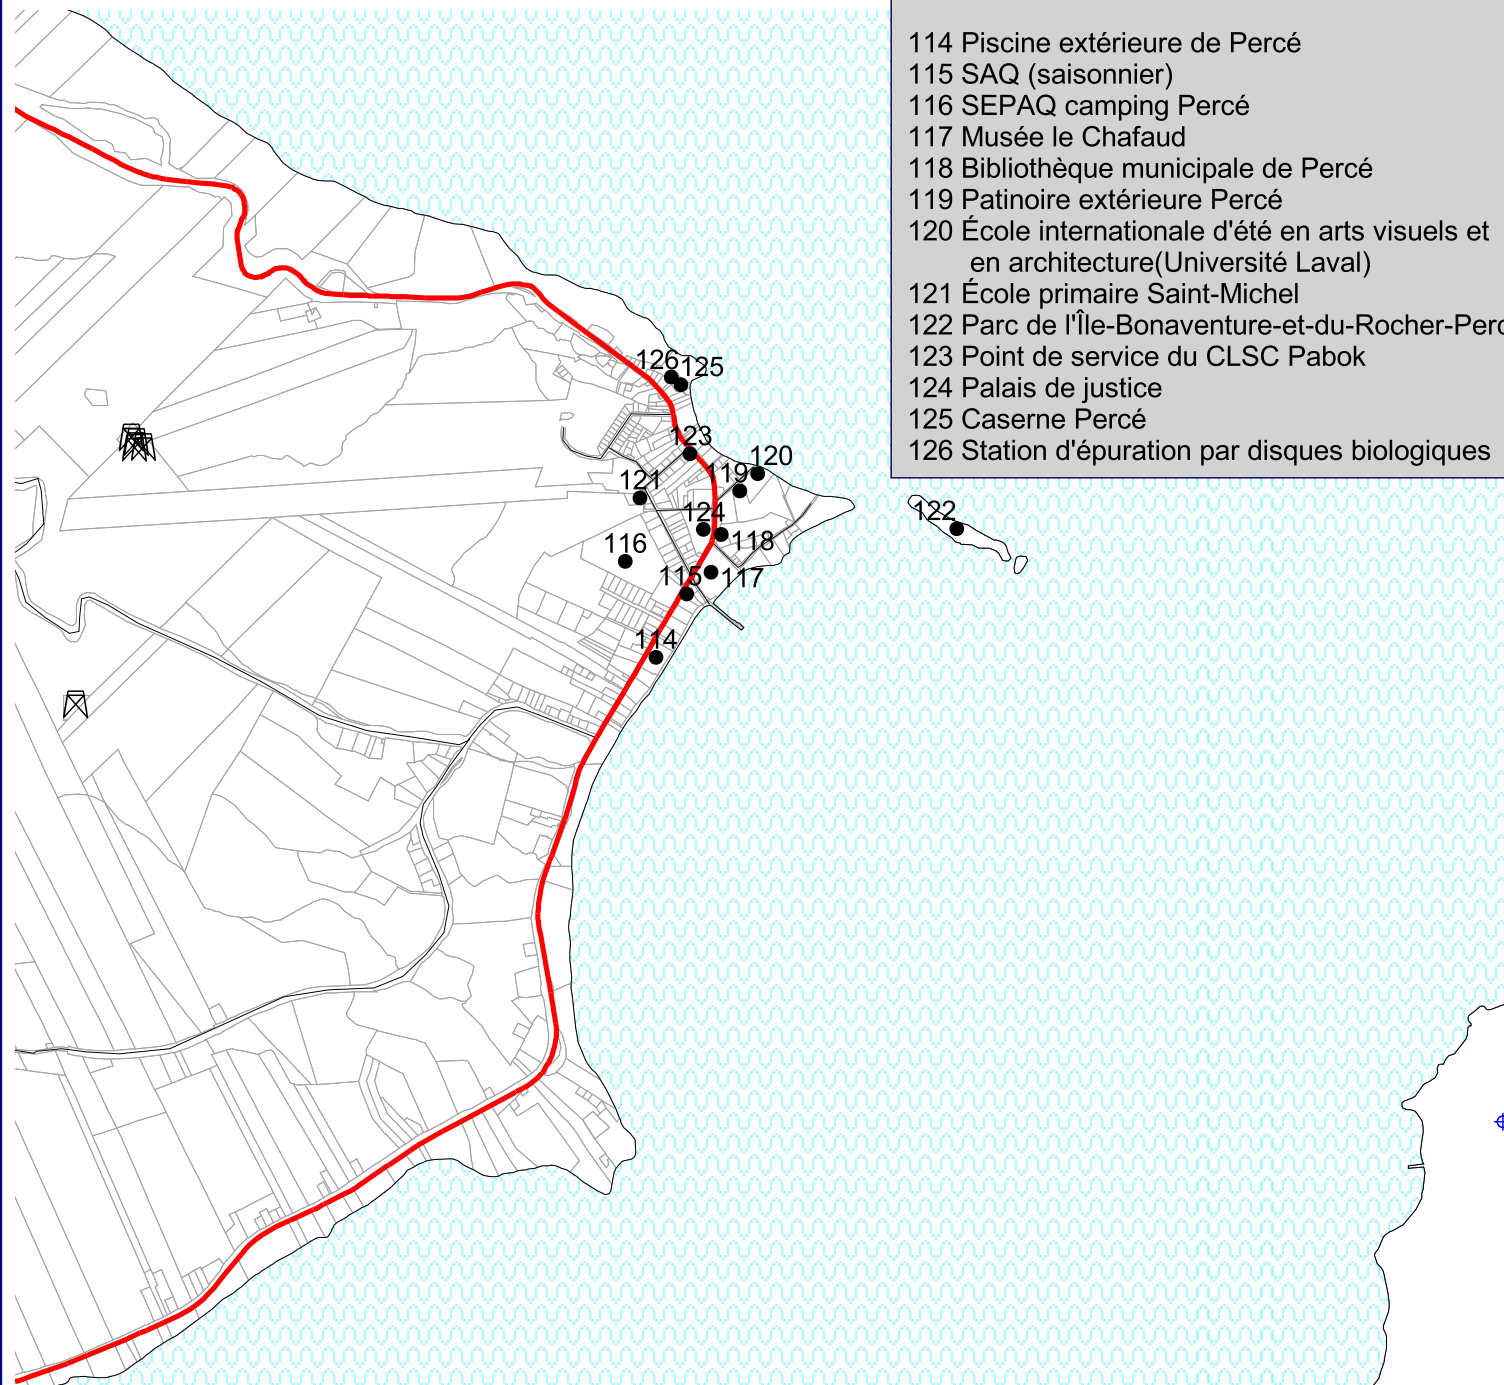 114 Piscine extérieure de Percé
115 SAQ (saisonnier)
116 SEPAQ camping Percé
117 Musée le Chafaud
118 Bibliothèque municipale de Percé
119 Patinoire extérieure Percé
120 École internationale d'été en arts visuels et
en architecture(Université Laval)
121 École primaire Saint-Michel
122 Parc de l'Île-Bonaventure-et-du-Rocher-Perc
123 Point de service du CLSC Pabok
124 Palais de justice
125 Caserne Percé
126 Station d'épuration par disques biologiques
126
125
123
120
119
121
122
124
118
116
115
117
114